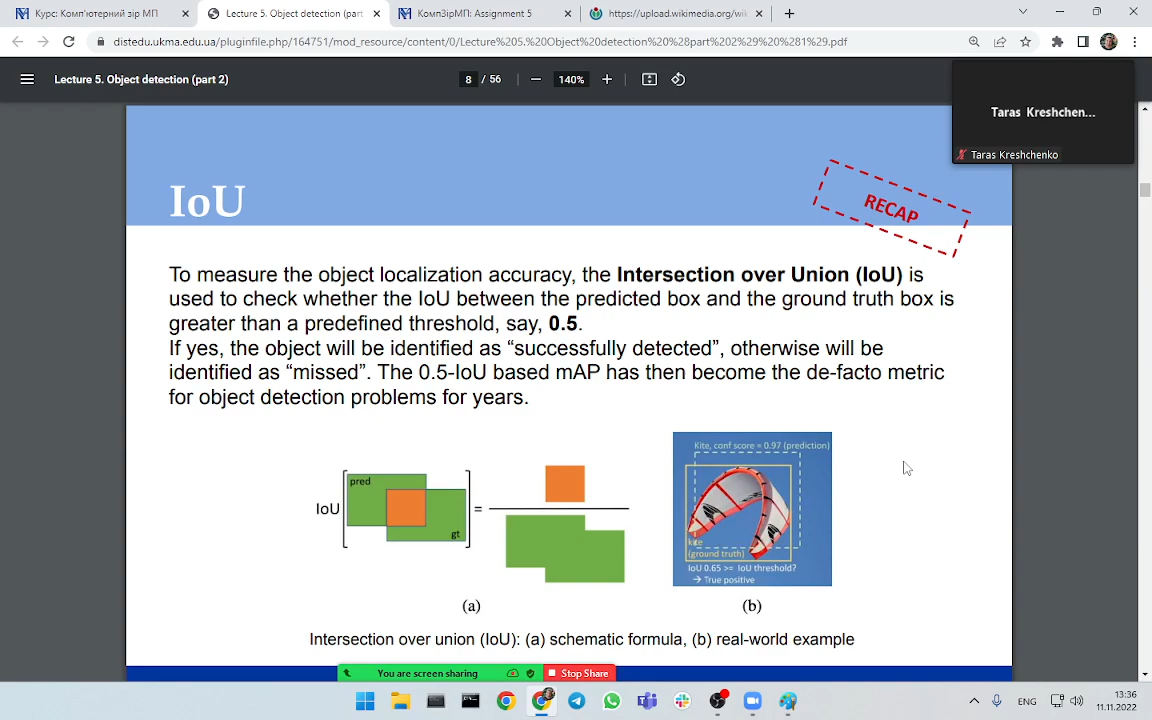 Курс: Комп'ютерний зір МП
Lecture 5. Object detection (part
КомпЗірМП: Assignment 5
https://upload.wikimedia.org/wiki
distedu.ukma.edu.ua/pluginfile.php/164751/mod_resource/content/0/Lecture%205.%20Object%20detection%20%28part%202%29%20%281%29.pdf
Lecture 5. Object detection (part 2)
8 / 56
140%
Taras Kreshchen...
Taras Kreshchenko
IoU
RECAP
To measure the object localization accuracy, the Intersection over Union (IoU) is
used to check whether the IoU between the predicted box and the ground truth box is
greater than a predefined threshold, say, 0.5.
If yes, the object will be identified as “successfully detected”, otherwise will be
identified as “missed”. The 0.5-IoU based mAP has then become the de-facto metric
for object detection problems for years.
IoU
pred
gt
=
Kite, conf score = 0.97 (prediction)
kite
(ground truth)
IoU 0.65 >= IoU threshold?
→ True positive
(a)
(b)
Intersection over union (IoU): (a) schematic formula, (b) real-world example
You are screen sharing
Stop Share
ENG
13:36
11.11.2022